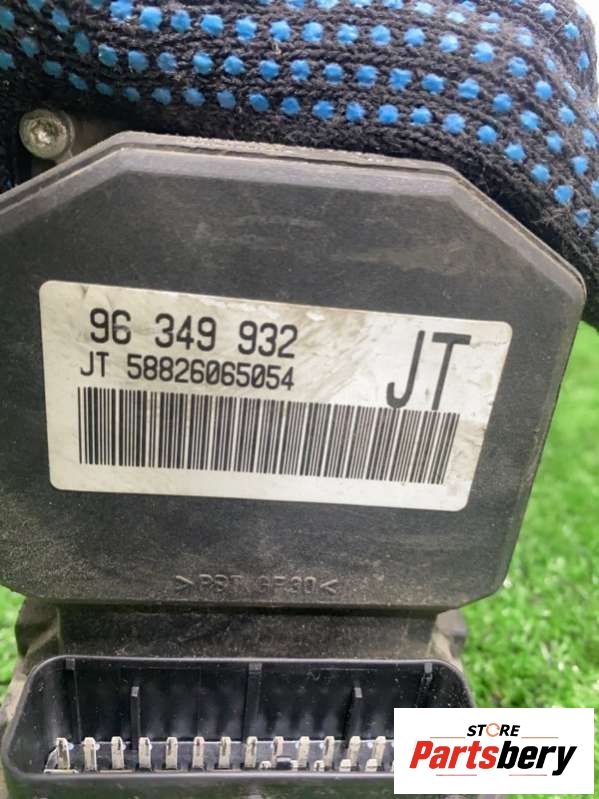 96 349 932
JT 58826065054
JT
>PBT GF30<
STORE
Partsbery